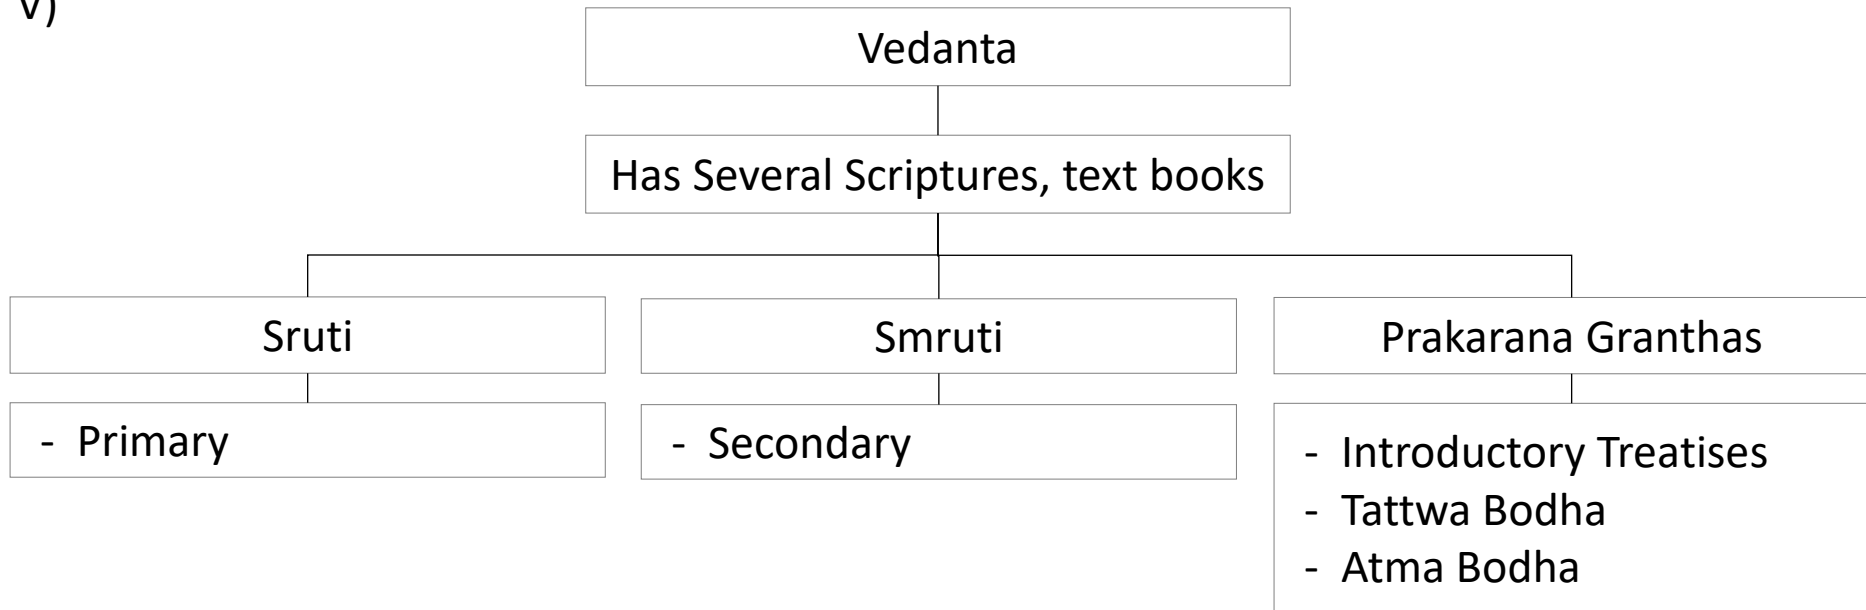 V)
Vedanta
Has Several Scriptures, text books
Sruti
Smruti
Prakarana Granthas
- Primary
- Secondary
- Introductory Treatises
- Tattwa Bodha
- Atma Bodha